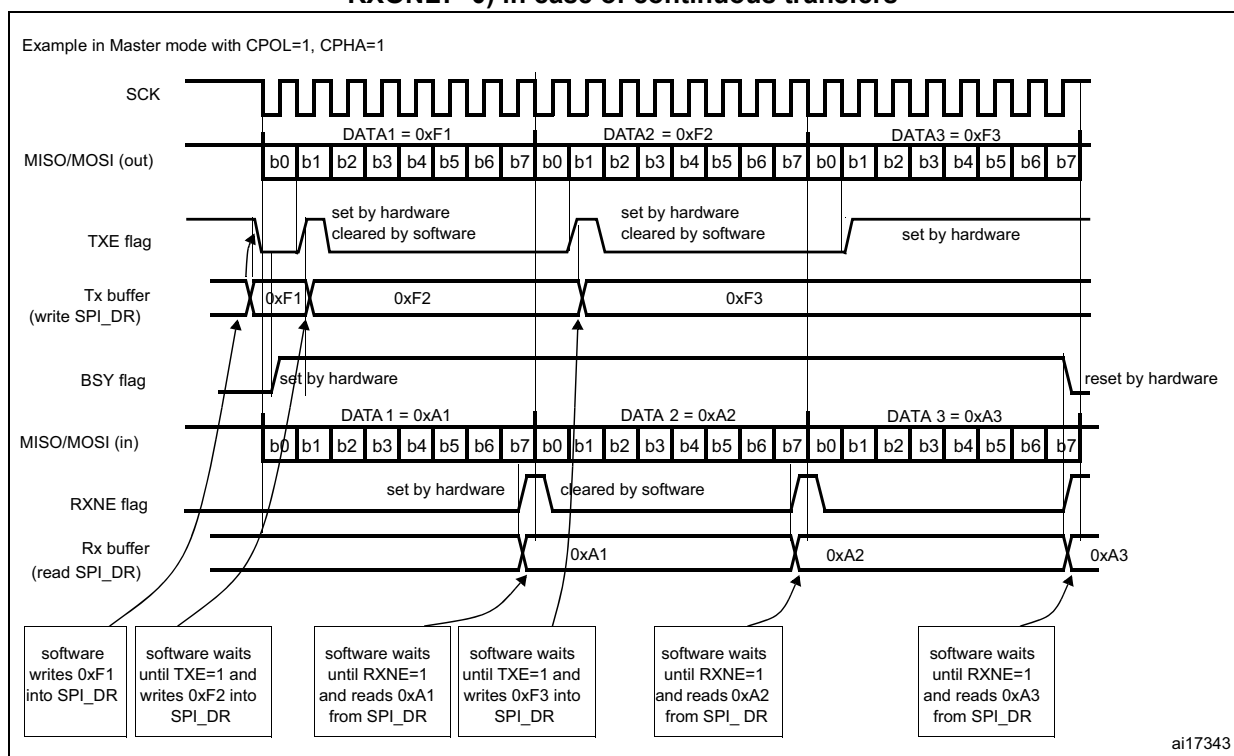 RXONLY=0) in case of continuous transfers
Example in Master mode with CPOL=1, CPHA=1
SCK
DATA1 = 0xF1
DATA2 = 0xF2
DATA3 = 0xF3
MISO/MOSI (out)
b0 b1 b2 b3 b4 b5 b6 b7 b0 b1 b2 b3 b4 b5 b6 b7 b0 b1 b2 b3 b4 b5 b6 b7
TXE flag
set by hardware
cleared by software
set by hardware
cleared by software
set by hardware
Tx buffer
(write SPI_DR)
0xF1
0xF2
0xF3
BSY flag
set by hardware
reset by hardware
DATA 1 = 0xA1
DATA 2 = 0xA2
DATA 3 = 0xA3
MISO/MOSI (in)
b0 b1 b2 b3 b4 b5 b6 b7 b0 b1 b2 b3 b4 b5 b6 b7 b0 b1 b2 b3 b4 b5 b6 b7
RXNE flag
set by hardware
cleared by software
Rx buffer
(read SPI_DR)
0xA1
0xA2
0xA3
software
writes 0xF1
into SPI_DR
software waits
until TXE=1 and
writes 0xF2 into
SPI_DR
software waits
until RXNE=1
and reads 0xA1
from SPI_DR
software waits
until TXE=1 and
writes 0xF3 into
SPI_DR
software waits
until RXNE=1
and reads 0xA2
from SPI_ DR
software waits
until RXNE=1
and reads 0xA3
from SPI_DR
ai17343